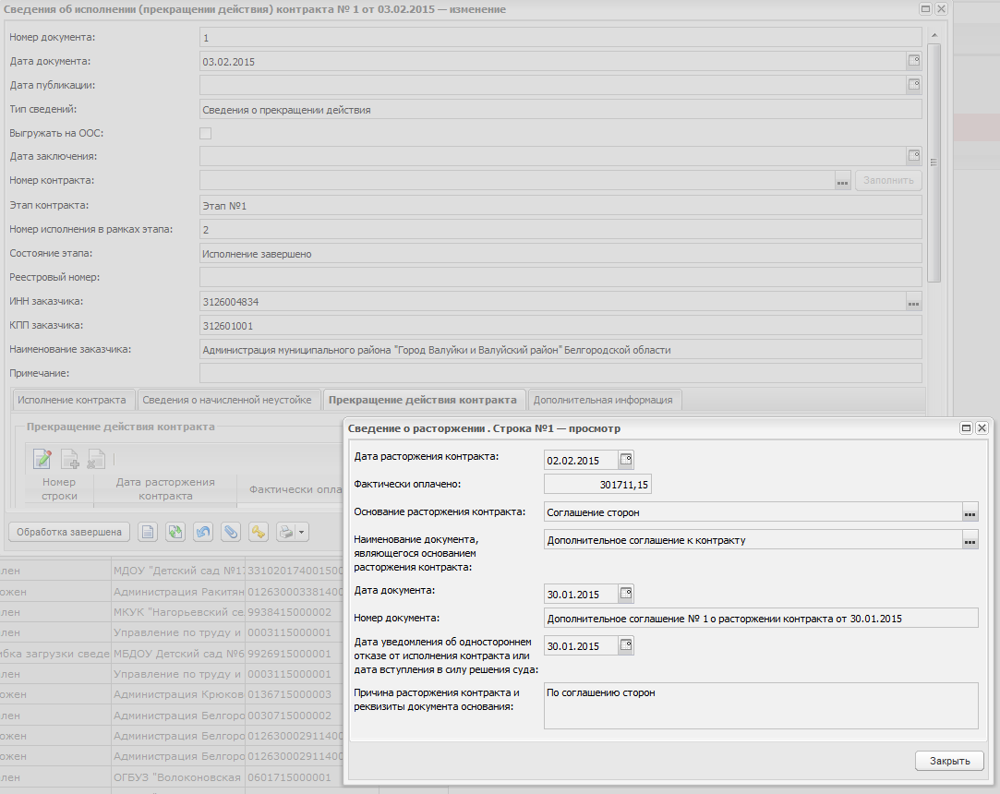 Сведения об исполнении (прекращении действия) контракта № 1 от 03.02.2015 — изменение
Номер документа: 1
Дата документа: 03.02.2015
Дата публикации:
Тип сведений: Сведения о прекращении действия
Выгружать на ООС:
Дата заключения:
Номер контракта: Заполнить
Этап контракта: Этап №1
Номер исполнения в рамках этапа: 2
Состояние этапа: Исполнение завершено
Реестровый номер:
ИНН заказчика: 3126004834
КПП заказчика: 312601001
Наименование заказчика: Администрация муниципального района "Город Валуйки и Валуйский район" Белгородской области
Примечание:
Исполнение контракта Сведения о начисленной неустойке Прекращение действия контракта Дополнительная информация
Прекращение действия контракта
Номер строки Дата расторжения контракта Фактически опла
Обработка завершена
лен МДОУ "Детский сад №17 331020174001500
ожен Администрация Ракитян 012630003381400
лен МКУК "Нагорьевский се 9938415000002
лен Управление по труду и 0003115000001
ибка загрузки сведе МБДОУ Детский сад №6 9926915000001
лен Управление по труду и 0003115000001
ожен Администрация Крюков 0136715000003
лен Администрация Белгоро 0030715000002
ожен Администрация Белгоро 012630002911400
ожен Администрация Белгоро 012630002911400
лен ОГБУЗ "Волоконовская 0601715000001
Сведение о расторжении . Строка №1 — просмотр
Дата расторжения контракта: 02.02.2015
Фактически оплачено: 301711,15
Основание расторжения контракта: Соглашение сторон
Наименование документа, Дополнительное соглашение к контракту
являющегося основанием
расторжения контракта:
Дата документа: 30.01.2015
Номер документа: Дополнительное соглашение № 1 о расторжении контракта от 30.01.2015
Дата уведомления об одностороннем 30.01.2015
отказе от исполнения контракта или
дата вступления в силу решения суда:
Причина расторжения контракта и По соглашению сторон
реквизиты документа основания:
Закрыть